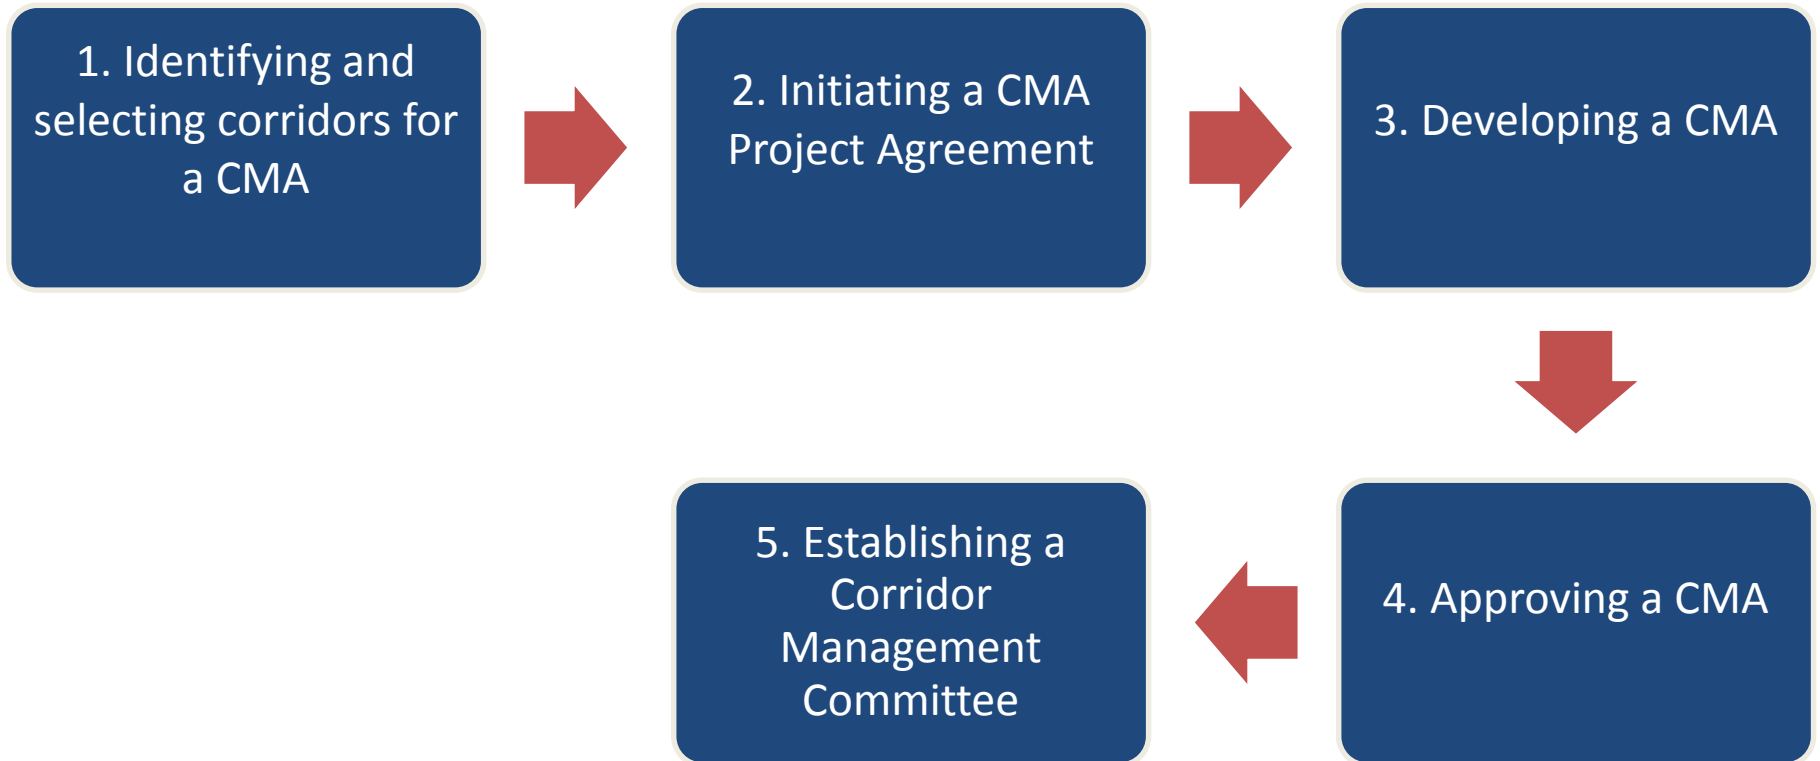 1. Identifying and
selecting corridors for
a CMA
2. Initiating a CMA
Project Agreement
3. Developing a CMA
4. Approving a CMA
5. Establishing a
Corridor
Management
Committee